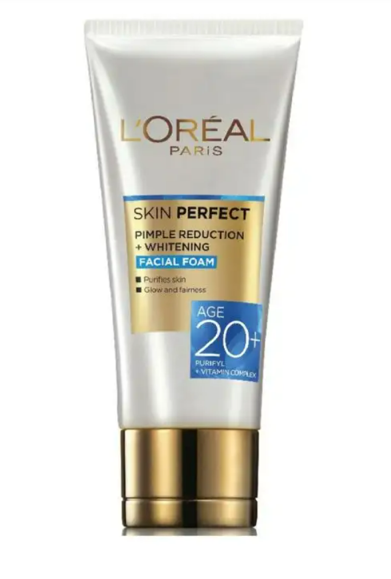 L'ORÉAL
PARIS
SKIN PERFECT
PIMPLE REDUCTION
+ WHITENING
FACIAL FOAM
■ Purifies skin
■ Glow and fairness
AGE
20+
PURIFYL
+ VITAMIN COMPLEX